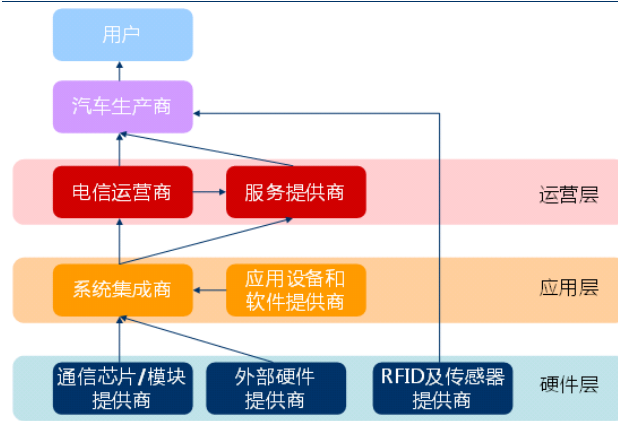 用户
汽车生产商
电信运营商
服务提供商
运营层
系统集成商
应用设备和
软件提供商
应用层
通信芯片/模块
提供商
外部硬件
提供商
RFID及传感器
提供商
硬件层